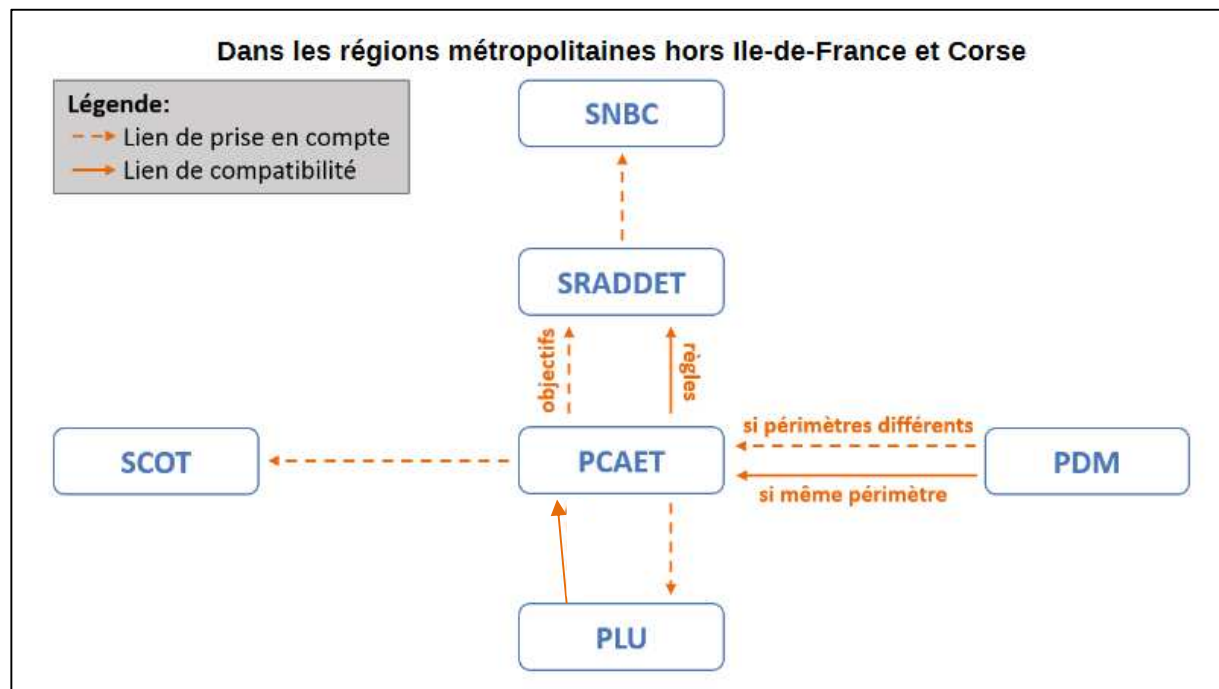 Dans les régions métropolitaines hors Ile-de-France et Corse
Légende:
Lien de prise en compte
Lien de compatibilité
SNBC
SRADDET
objectifs
règles
si périmètres différents
SCOT
PCAET
PDM
si même périmètre
PLU